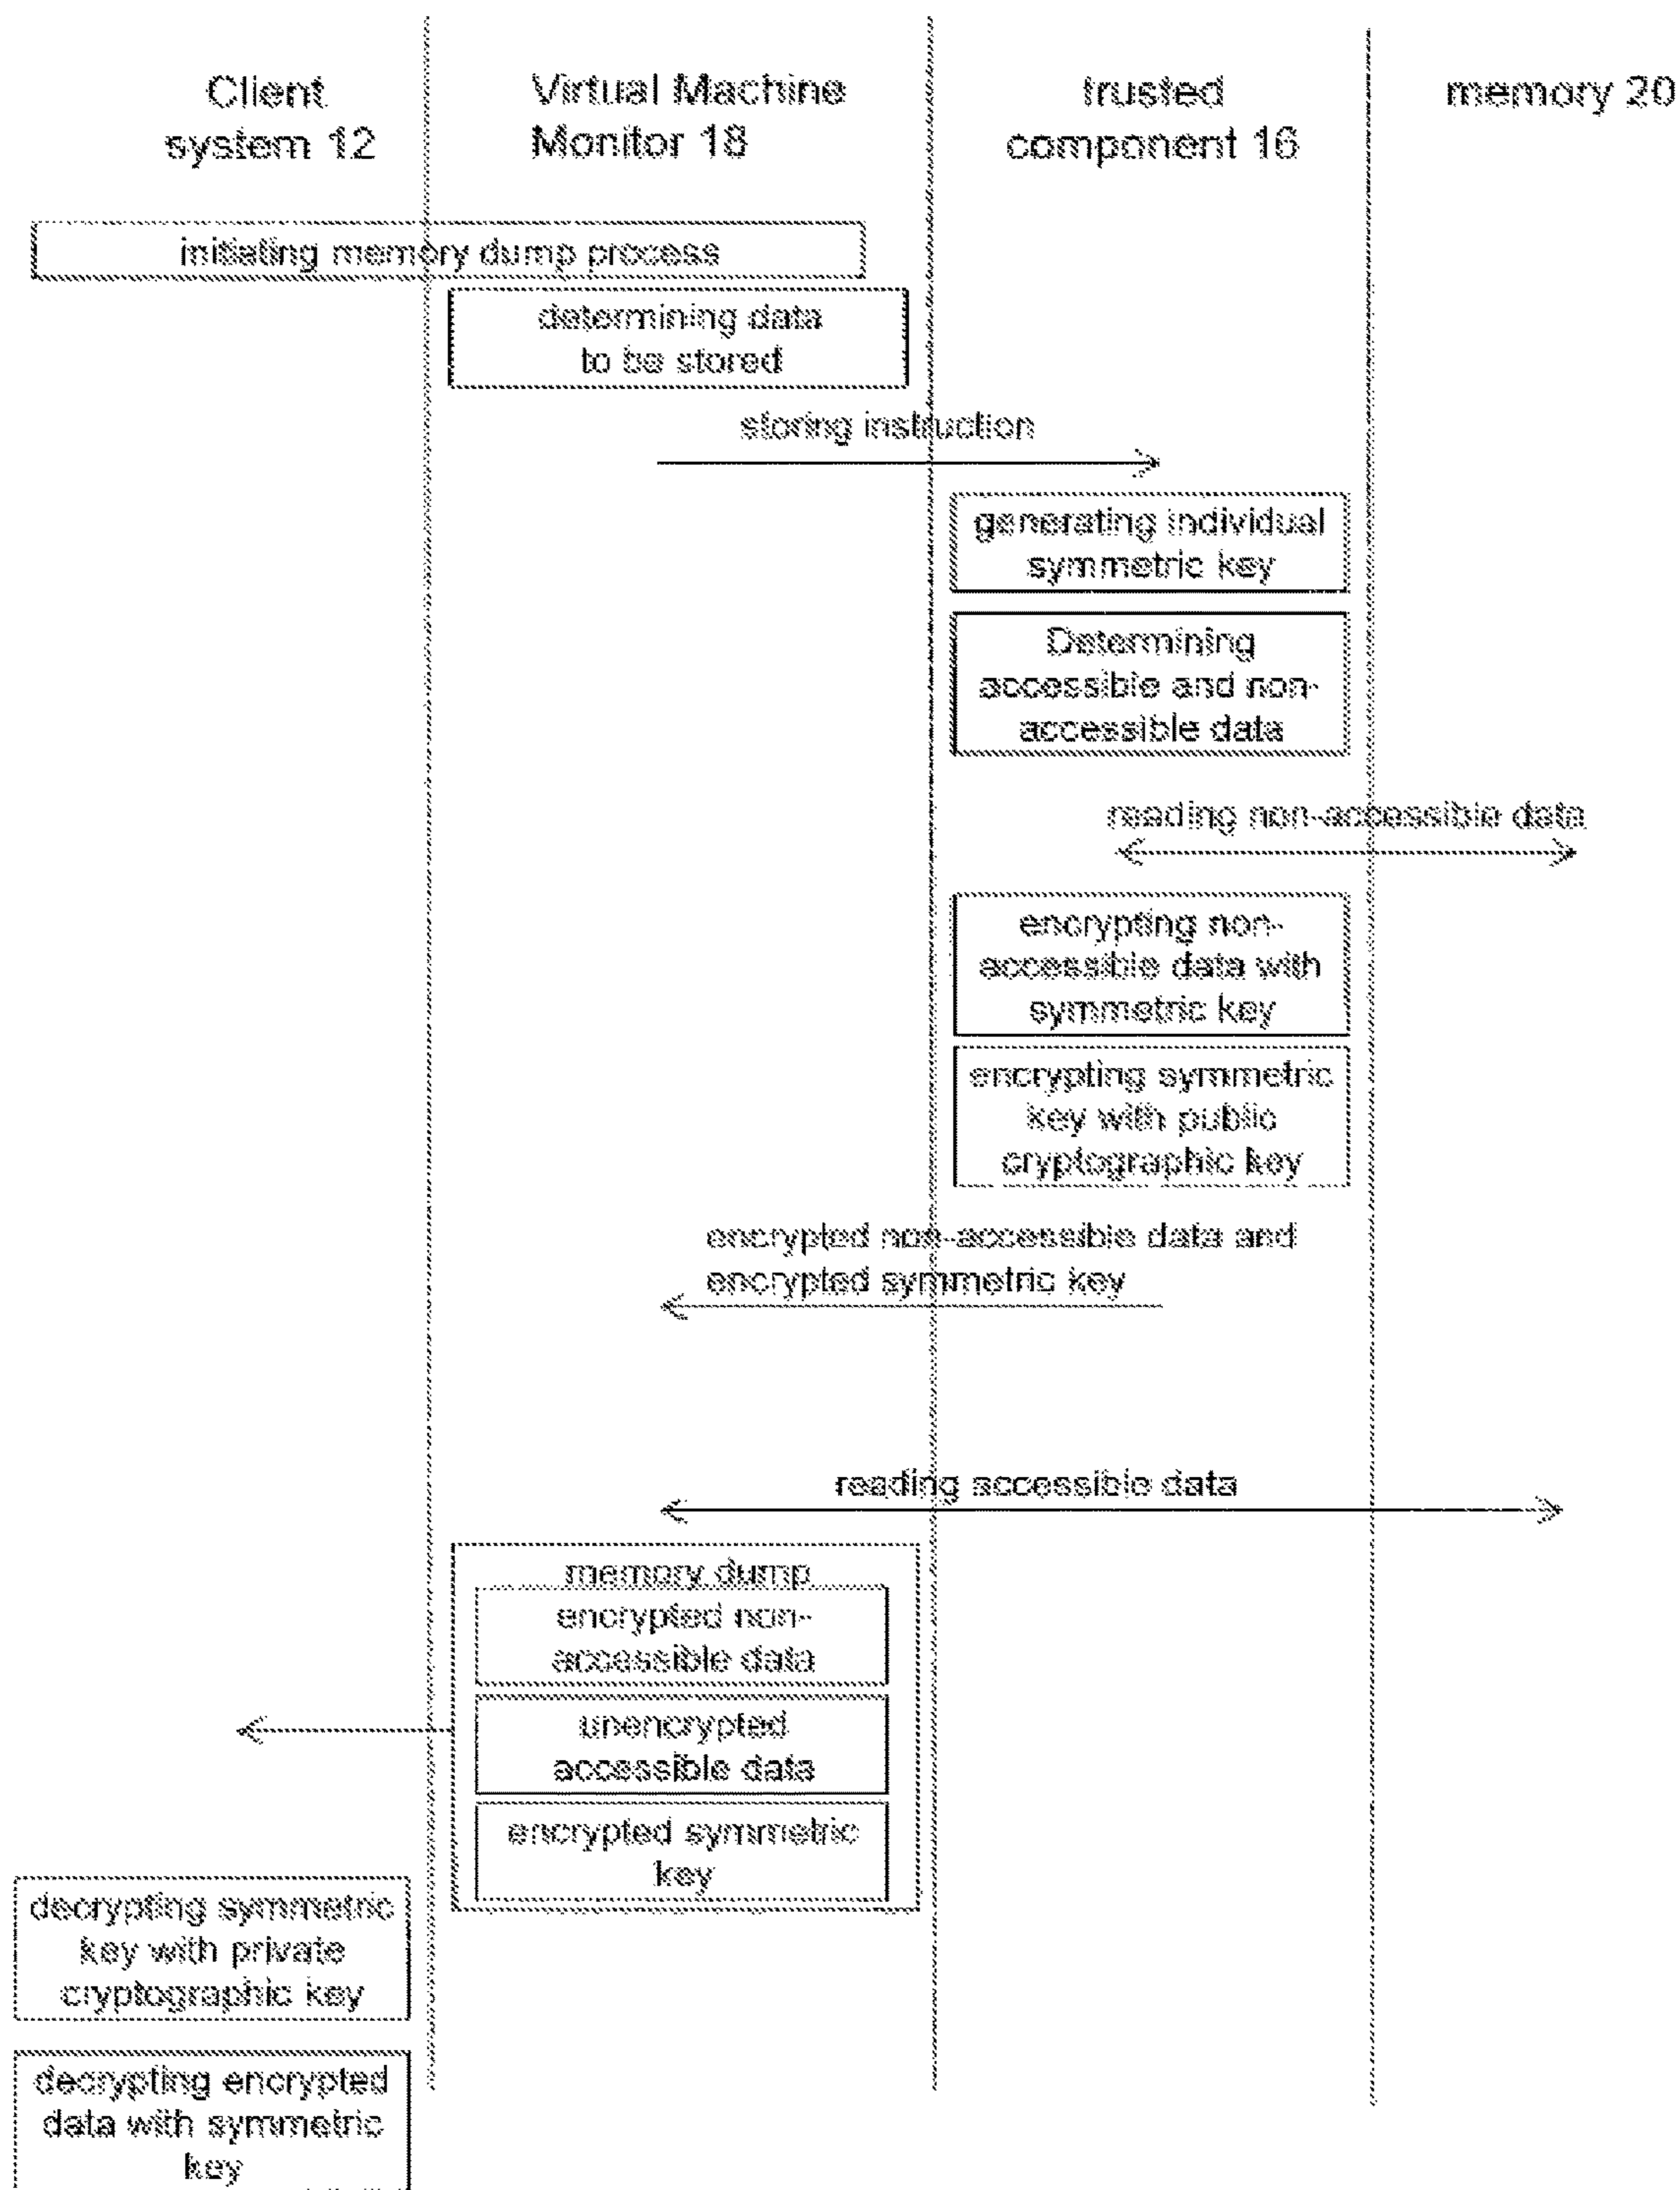 Client
system 12
Virtual Machine
Monitor 18
trusted
component 16
memory 20
initiating memory dump process
determining data
to be stored
storing instruction
generating individual
symmetric key
Determining
accessible and non-
accessible data
reading non-accessible data
encrypting non-
accessible data with
symmetric key
encrypting symmetric
key with public
cryptographic key
encrypted non-accessible data and
encrypted symmetric key
reading accessible data
memory dump
encrypted non-
accessible data
unencrypted
accessible data
encrypted symmetric
key
decrypting symmetric
key with private
cryptographic key
decrypting encrypted
data with symmetric
key